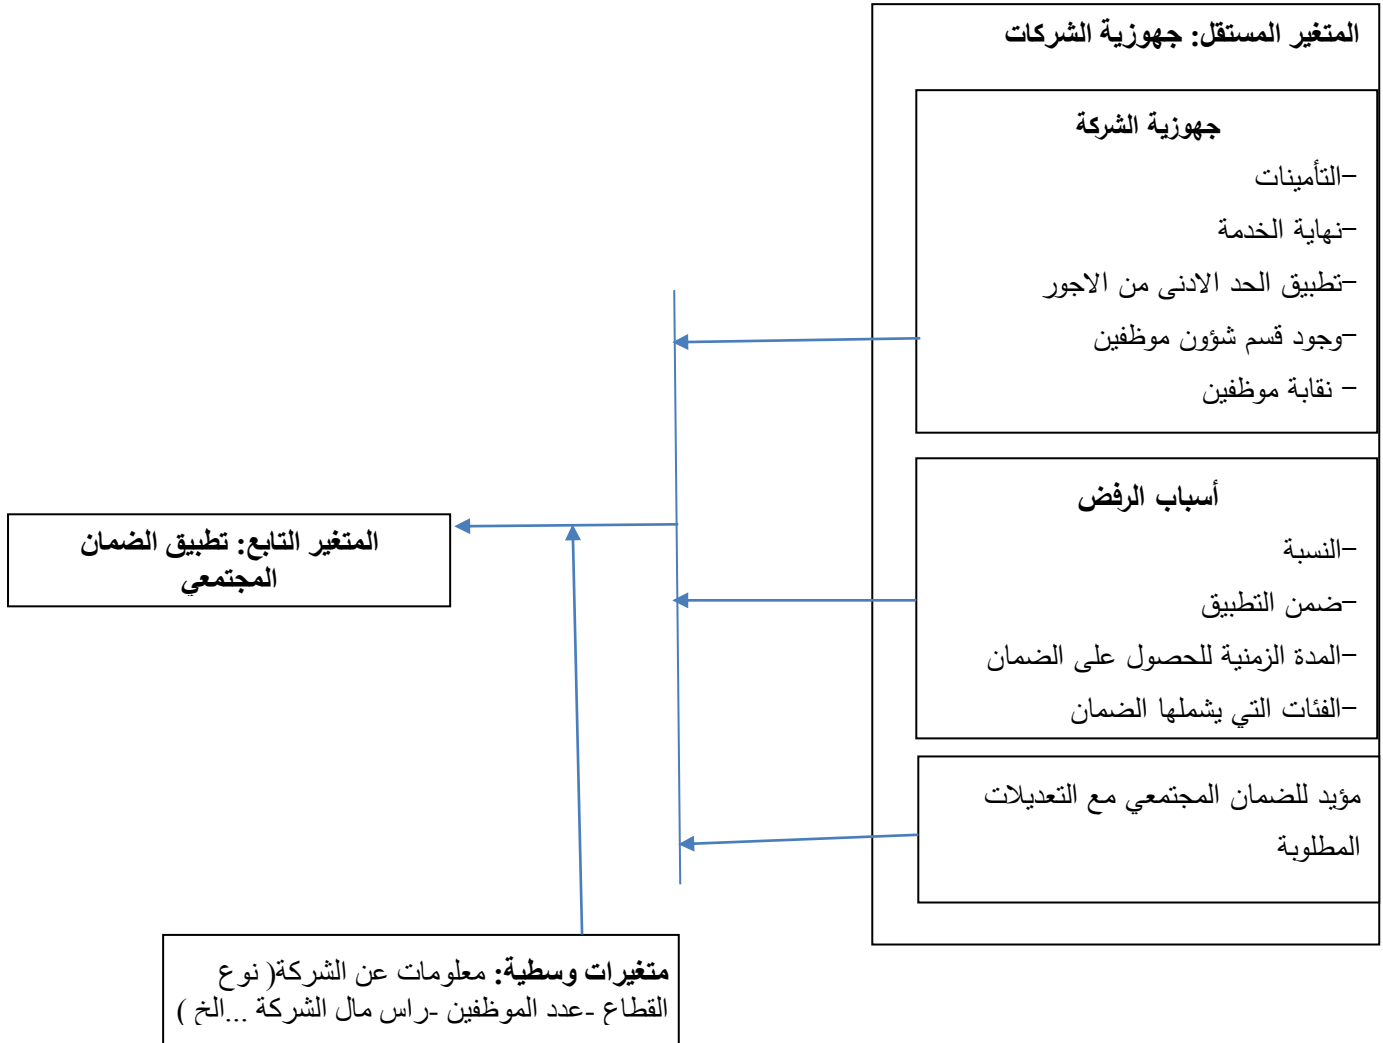 المتغير المستقل: جهوزية الشركات
جهوزية الشركة
-التأمينات
-نهاية الخدمة
-تطبيق الحد الادنى من الاجور
-وجود قسم شؤون موظفين
- نقابة موظفين
أسباب الرفض
-النسبة
-ضمن التطبيق
-المدة الزمنية للحصول على الضمان
-الفئات التي يشملها الضمان
مؤيد للضمان المجتمعي مع التعديلات
المطلوبة
المتغير التابع: تطبيق الضمان
المجتمعي
متغيرات وسطية: معلومات عن الشركة( نوع
القطاع -عدد الموظفين -راس مال الشركة ...الخ )